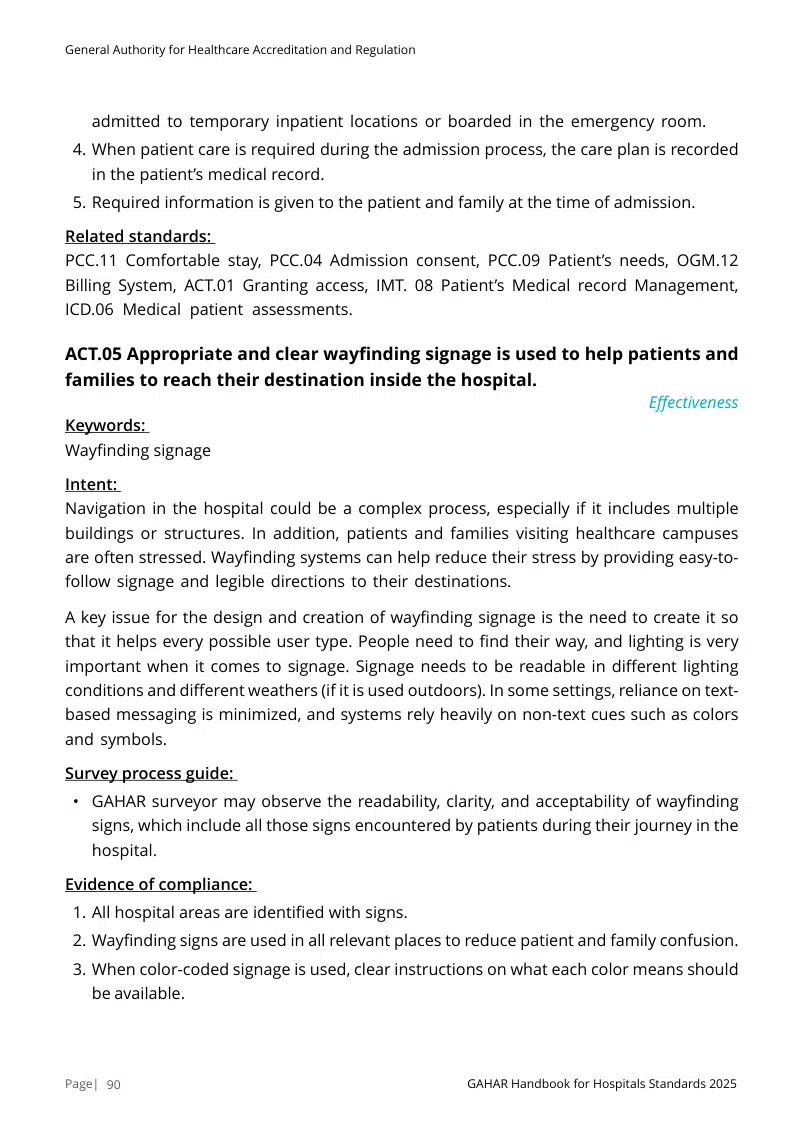 General Authority for Healthcare Accreditation and Regulation
admitted to temporary inpatient locations or boarded in the emergency room.
4. When patient care is required during the admission process, the care plan is recorded
in the patient’s medical record.
5. Required information is given to the patient and family at the time of admission.
Related standards:
PCC.11 Comfortable stay, PCC.04 Admission consent, PCC.09 Patient’s needs, OGM.12
Billing System, ACT.01 Granting access, IMT. 08 Patient’s Medical record Management,
ICD.06 Medical patient assessments.
ACT.05 Appropriate and clear wayfinding signage is used to help patients and
families to reach their destination inside the hospital.
Effectiveness
Keywords:
Wayfinding signage
Intent:
Navigation in the hospital could be a complex process, especially if it includes multiple
buildings or structures. In addition, patients and families visiting healthcare campuses
are often stressed. Wayfinding systems can help reduce their stress by providing easy-to-
follow signage and legible directions to their destinations.
A key issue for the design and creation of wayfinding signage is the need to create it so
that it helps every possible user type. People need to find their way, and lighting is very
important when it comes to signage. Signage needs to be readable in different lighting
conditions and different weathers (if it is used outdoors). In some settings, reliance on text-
based messaging is minimized, and systems rely heavily on non-text cues such as colors
and symbols.
Survey process guide:
• GAHAR surveyor may observe the readability, clarity, and acceptability of wayfinding
signs, which include all those signs encountered by patients during their journey in the
hospital.
Evidence of compliance:
1. All hospital areas are identified with signs.
2. Wayfinding signs are used in all relevant places to reduce patient and family confusion.
3. When color-coded signage is used, clear instructions on what each color means should
be available.
Page| 90
GAHAR Handbook for Hospitals Standards 2025